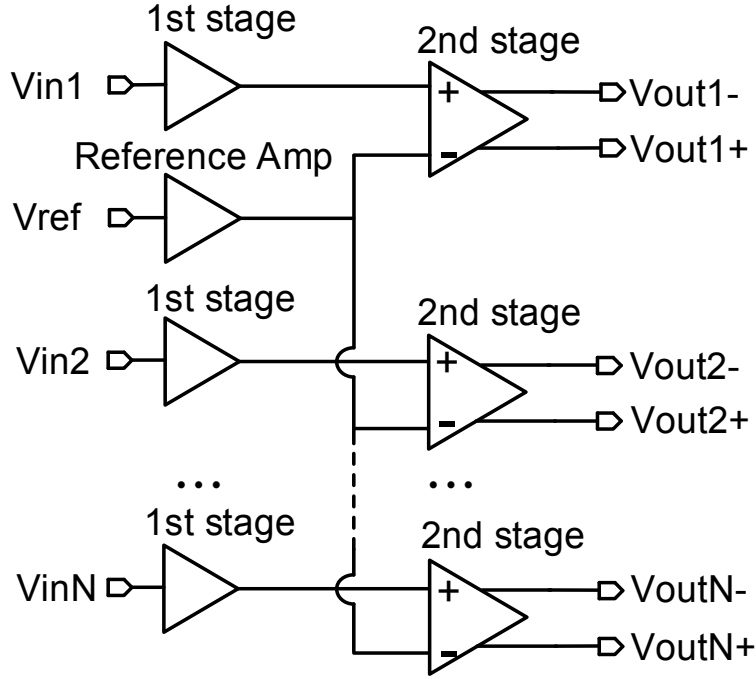 1st stage
2nd stage
Vin1
+
Vout1-
-
Vout1+
Reference Amp
Vref
1st stage
2nd stage
Vin2
+
Vout2-
-
Vout2+
... ...
1st stage
2nd stage
VinN
+
VoutN-
-
VoutN+